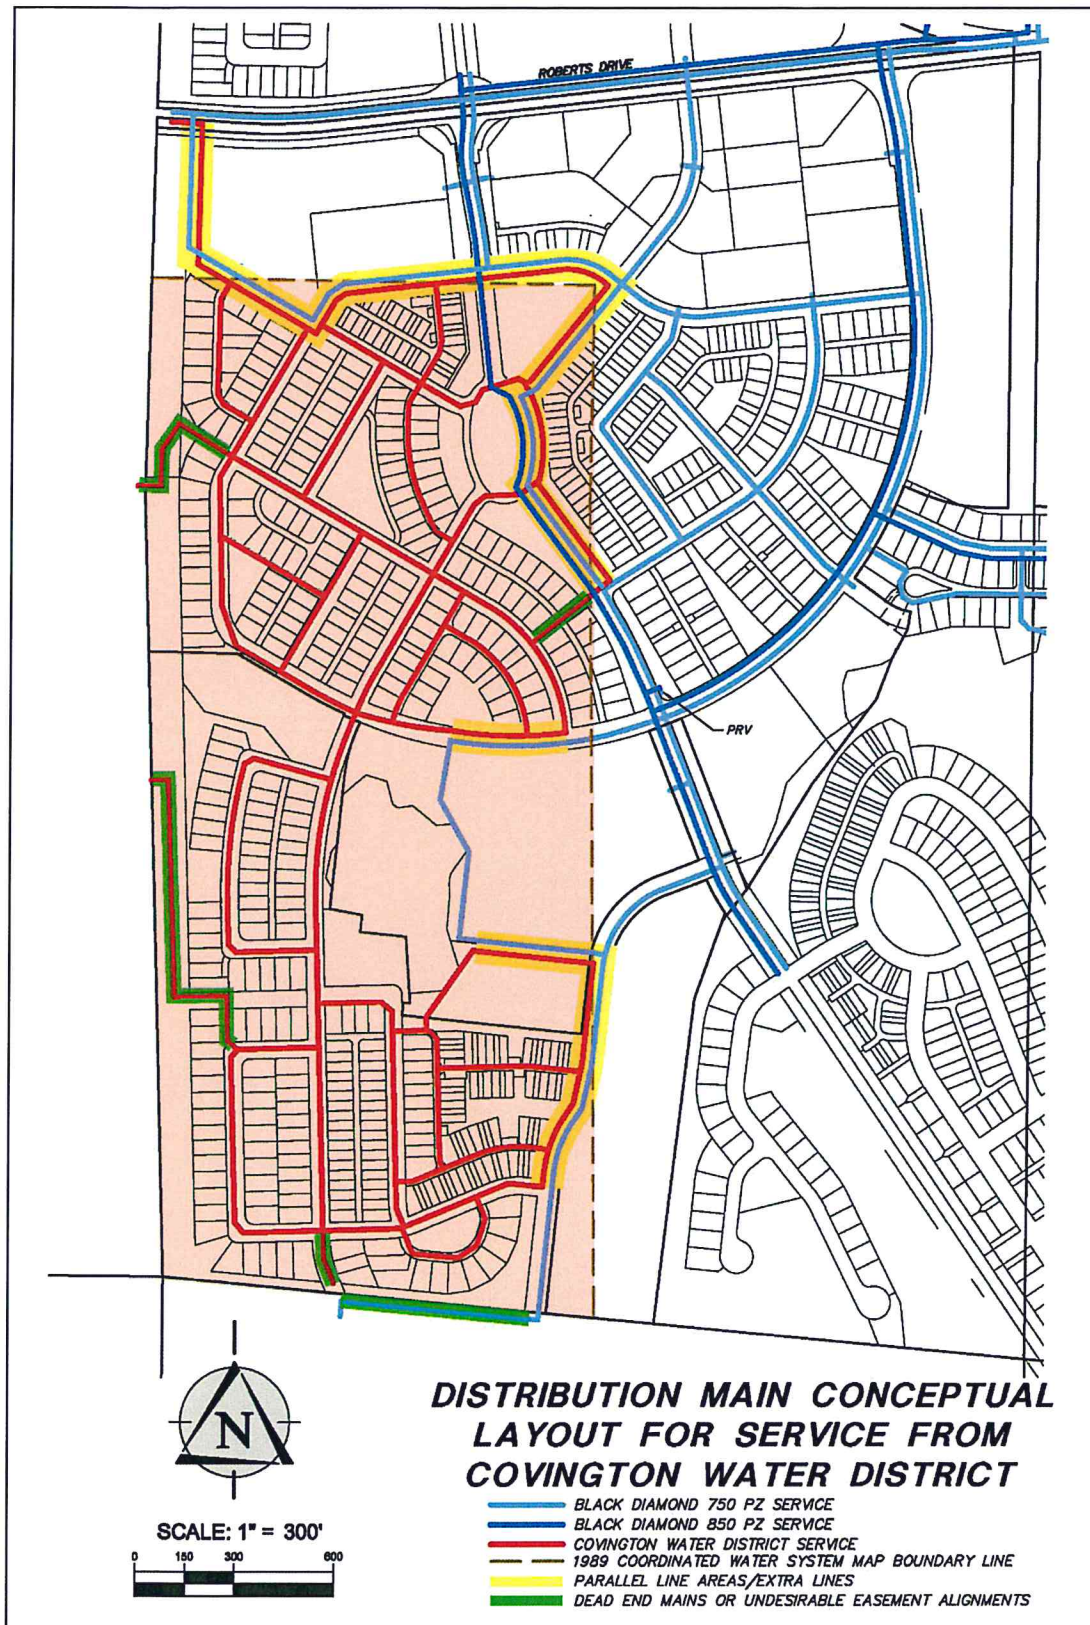 ROBERTS DRIVE
PRV
N
SCALE: 1" = 300'
0 150 300 600
DISTRIBUTION MAIN CONCEPTUAL
LAYOUT FOR SERVICE FROM
COVINGTON WATER DISTRICT
BLACK DIAMOND 750 PZ SERVICE
BLACK DIAMOND 850 PZ SERVICE
COVINGTON WATER DISTRICT SERVICE
1989 COORDINATED WATER SYSTEM MAP BOUNDARY LINE
PARALLEL LINE AREAS/EXTRA LINES
DEAD END MAINS OR UNDESIRABLE EASEMENT ALIGNMENTS